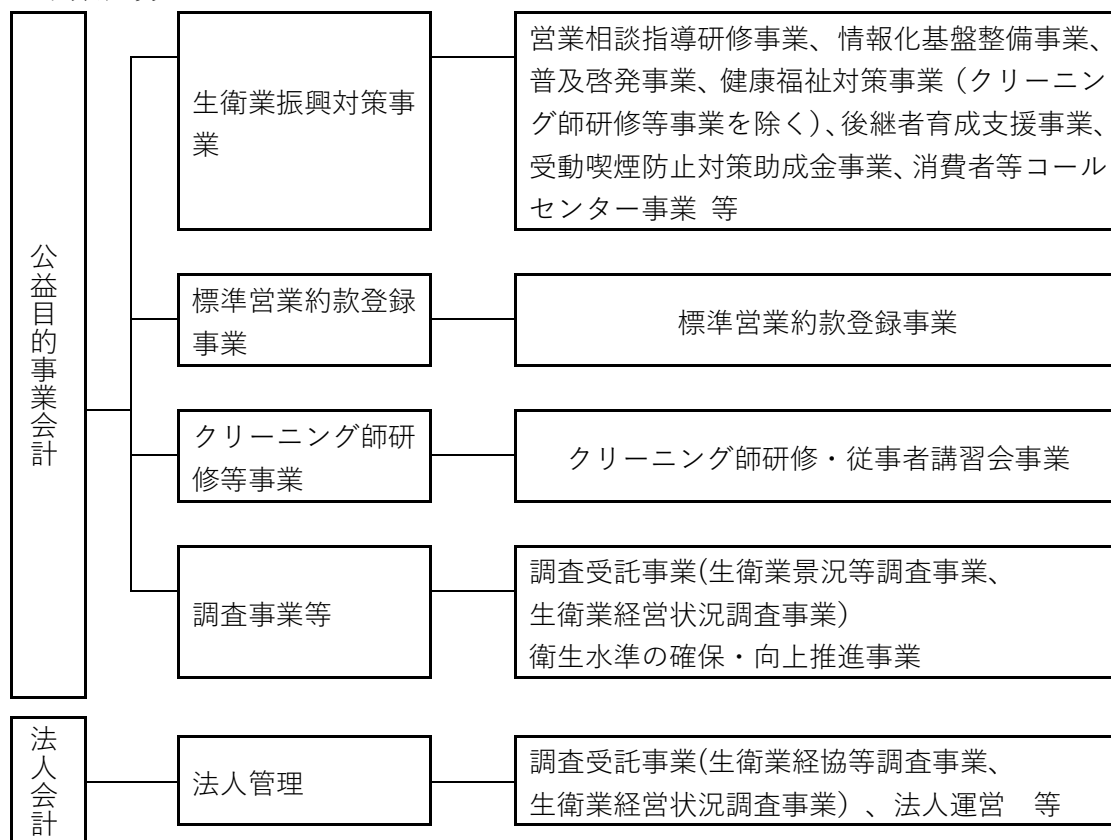 公益目的事業会計
生衛業振興対策事
業
営業相談指導研修事業、情報化基盤整備事業、
普及啓発事業、健康福祉対策事業（クリーニン
グ師研修等事業を除く）、後継者育成支援事業、
受動喫煙防止対策助成金事業、消費者等コール
センター事業 等
標準営業約款登録
事業
標準営業約款登録事業
クリーニング師研
修等事業
クリーニング師研修・従事者講習会事業
調査事業等
調査受託事業(生衛業景況等調査事業、
生衛業経営状況調査事業)
衛生水準の確保・向上推進事業
法人会計
法人管理
調査受託事業(生衛業経協等調査事業、
生衛業経営状況調査事業）、法人運営　等